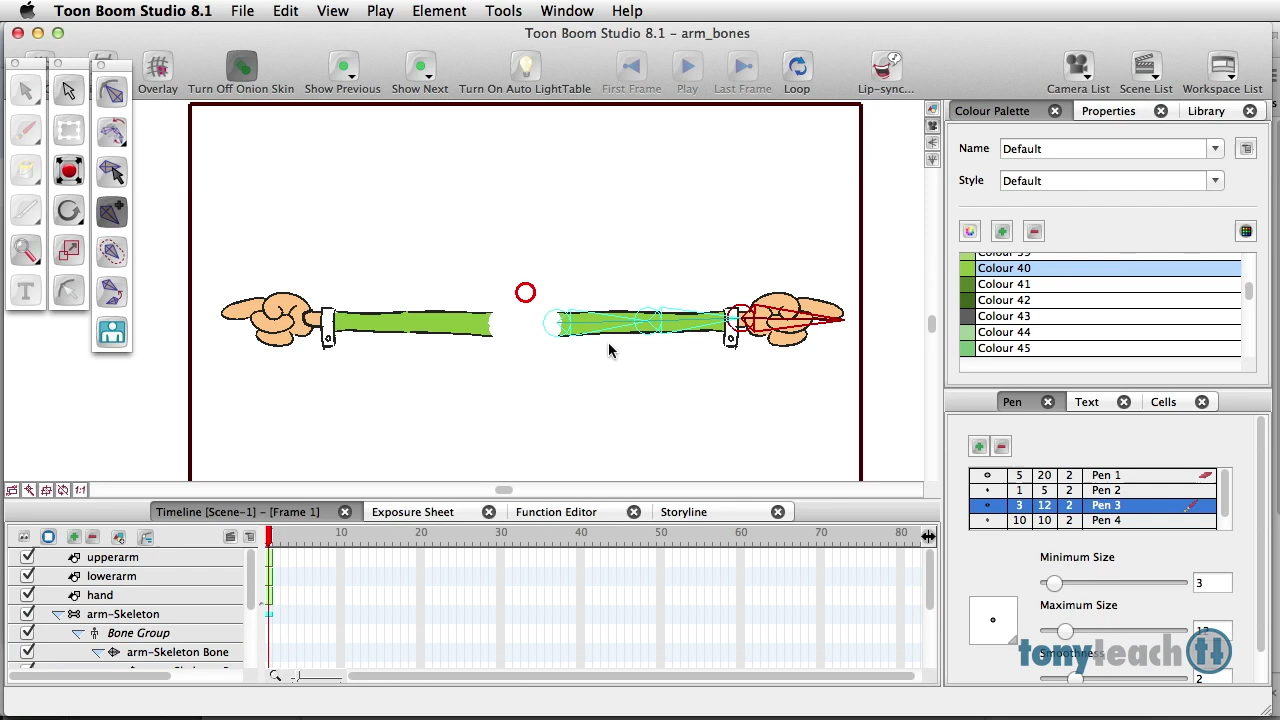 Toon Boom Studio 8.1 File Edit View Play Element Tools Window Help
Toon Boom Studio 8.1 - arm_bones
Overlay Turn Off Onion Skin Show Previous Show Next Turn On Auto LightTable First Frame Play Last Frame Loop Lip-sync... Camera List Scene List Workspace List
Colour Palette Properties Library
Name Default
Style Default
Colour 40
Colour 41
Colour 42
Colour 43
Colour 44
Colour 45
T
Pen Text Cells
5 20 2 Pen 1
1 5 2 Pen 2
3 12 2 Pen 3
10 10 2 Pen 4
Minimum Size
3
Maximum Size
Smoothness
2
tonyteach
1:1
Timeline [Scene-1] - [Frame 1] Exposure Sheet Function Editor Storyline
10 20 30 40 50 60 70 80
upperarm
lowerarm
hand
arm-Skeleton
Bone Group
arm-Skeleton Bone